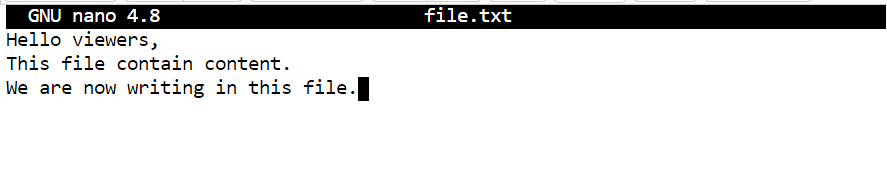 GNU nano 4.8 file.txt
Hello viewers,
This file contain content.
We are now writing in this file.